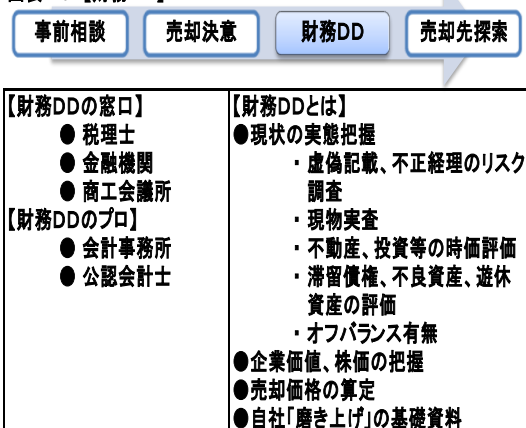 事前相談
売却決意
財務DD
売却先探索
【財務DDの窓口】
● 税理士
● 金融機関
● 商工会議所
【財務DDのプロ】
● 会計事務所
● 公認会計士
【財務DDとは】
●現状の実態把握
・虚偽記載、不正経理のリスク
調査
・現物実査
・不動産、投資等の時価評価
・滞留債権、不良資産、遊休
資産の評価
・オフバランス有無
●企業価値、株価の把握
●売却価格の算定
●自社「磨き上げ」の基礎資料